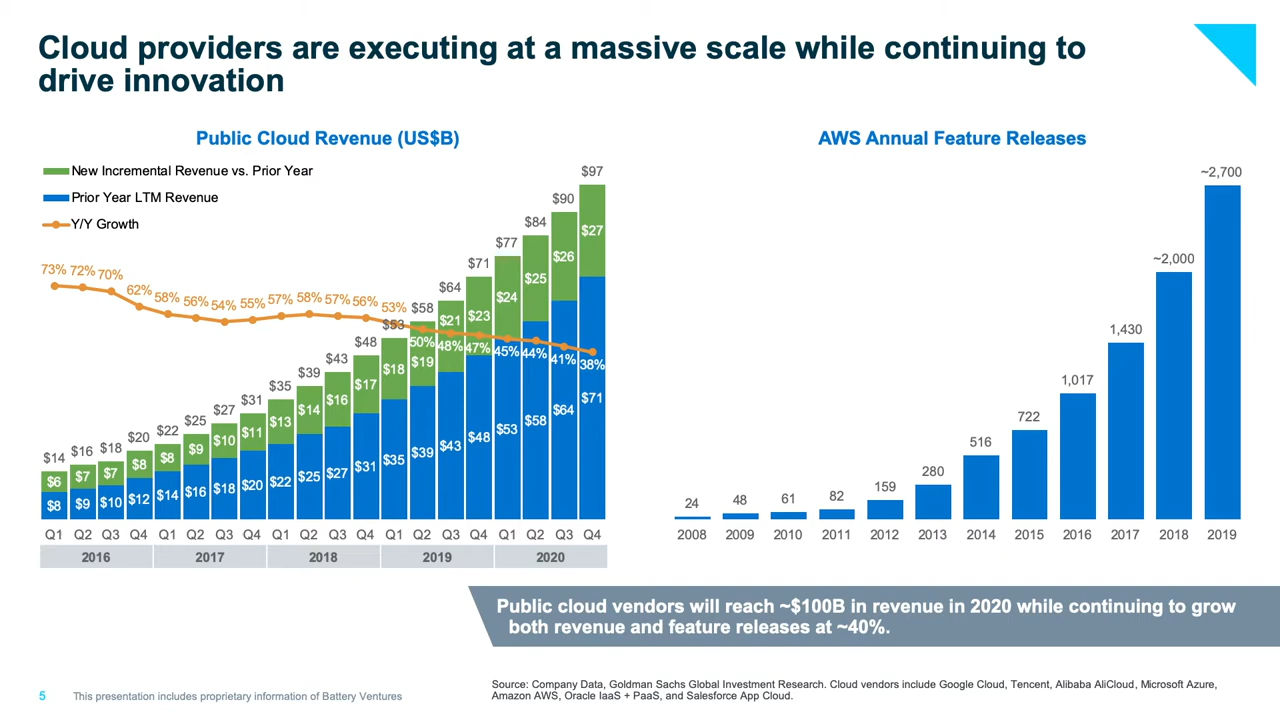 Cloud providers are executing at a massive scale while continuing to
drive innovation
Public Cloud Revenue (US$B)
New Incremental Revenue vs. Prior Year
Prior Year LTM Revenue
Y/Y Growth
73% 72% 70% 62% 58% 56% 54% 55% 57% 58% 57% 56% 53% 50% 48% 47% 45% 44% 41% 38%
$14 $16 $18 $20 $22 $25 $27 $31 $35 $39 $43 $48 $53 $58 $64 $71 $77 $84 $90 $97
$6 $7 $7 $8 $8 $9 $10 $11 $13 $14 $16 $17 $18 $19 $21 $23 $24 $25 $26 $27
$8 $9 $10 $12 $14 $16 $18 $20 $22 $25 $27 $31 $35 $39 $43 $48 $53 $58 $64 $71
Q1 Q2 Q3 Q4 Q1 Q2 Q3 Q4 Q1 Q2 Q3 Q4 Q1 Q2 Q3 Q4 Q1 Q2 Q3 Q4
2016 2017 2018 2019 2020
AWS Annual Feature Releases
24 48 61 82 159 280 516 722 1,017 1,430 ~2,000 ~2,700
2008 2009 2010 2011 2012 2013 2014 2015 2016 2017 2018 2019
Public cloud vendors will reach ~$100B in revenue in 2020 while continuing to grow
both revenue and feature releases at ~40%.
Source: Company Data, Goldman Sachs Global Investment Research. Cloud vendors include Google Cloud, Tencent, Alibaba AliCloud, Microsoft Azure,
Amazon AWS, Oracle IaaS + PaaS, and Salesforce App Cloud.
5 This presentation includes proprietary information of Battery Ventures